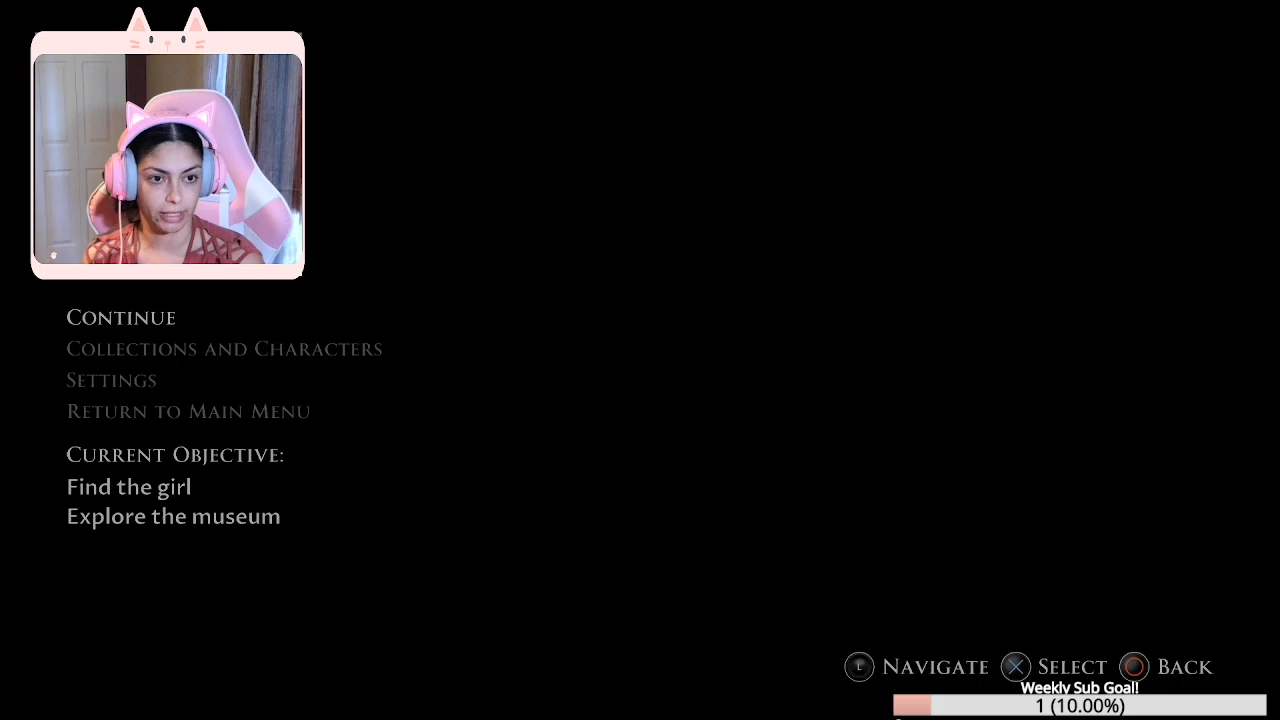 Continue
Collections and Characters
Settings
Return to Main Menu
Current Objective:
Find the girl
Explore the museum
L Navigate Select Back
Weekly Sub Goal!
1 (10.00%)